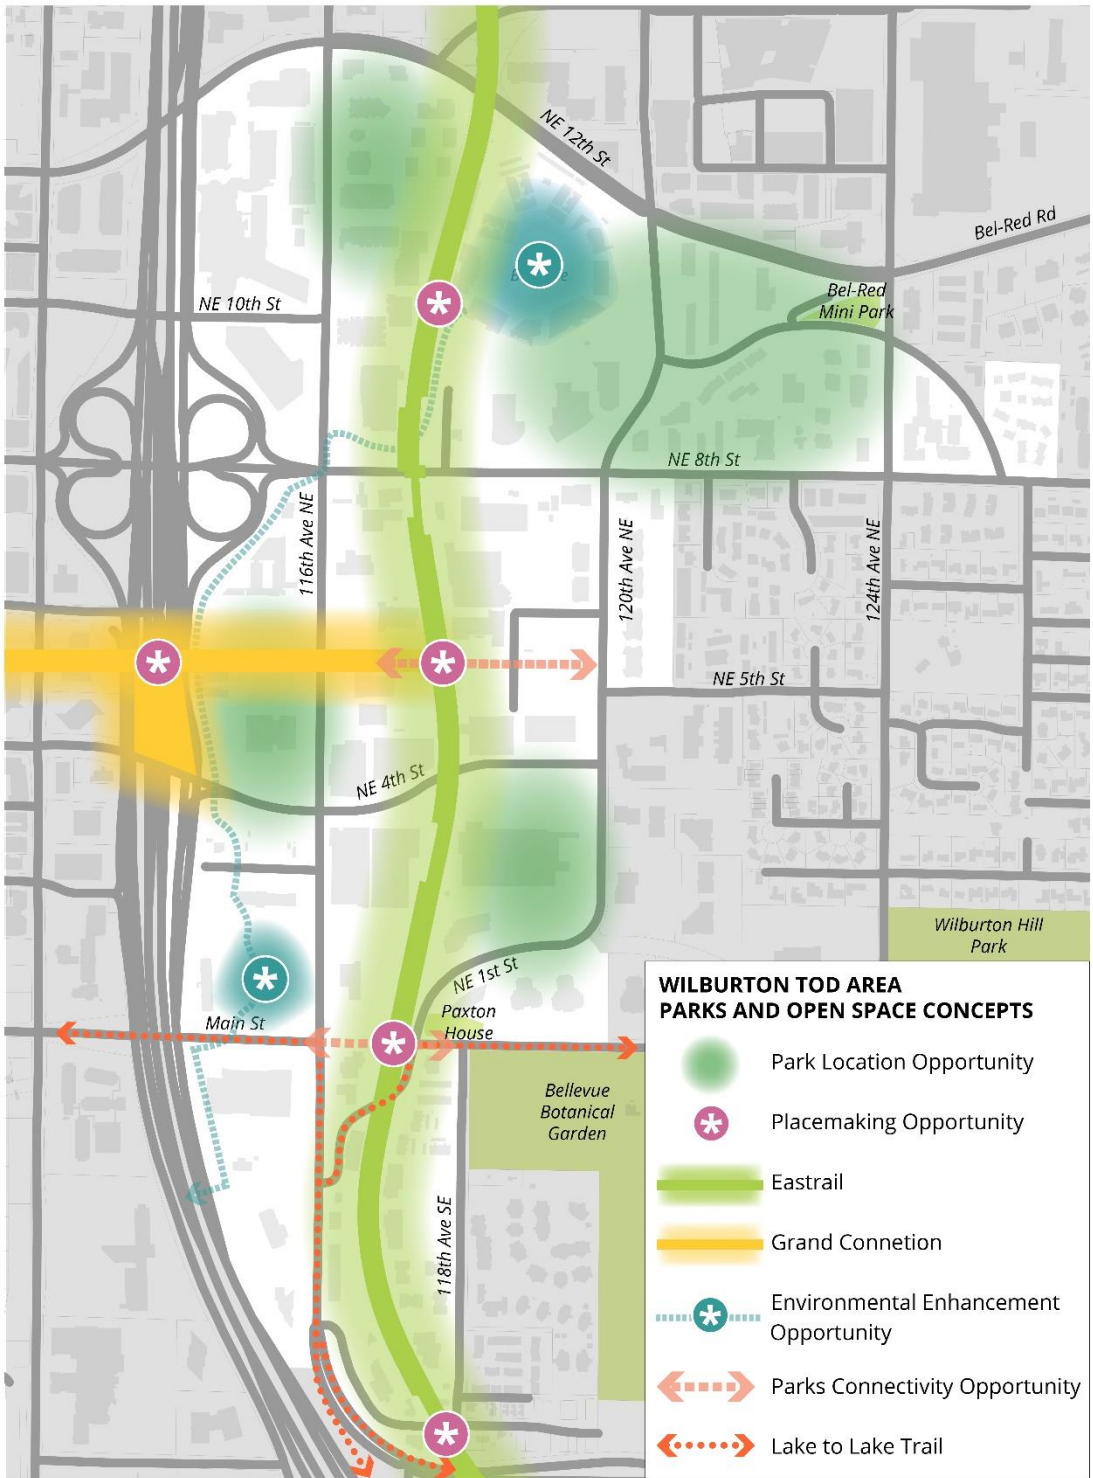 NE 12th St
Bel-Red Rd
Bel-Red
Mini Park
NE 10th St
NE 8th St
116th Ave NE
120th Ave NE
124th Ave NE
NE 5th St
NE 4th St
Wilburton Hill
Park
NE 1st St
Paxton
House
Main St
Bellevue
Botanical
Garden
118th Ave SE
WILBURTON TOD AREA
PARKS AND OPEN SPACE CONCEPTS
Park Location Opportunity
Placemaking Opportunity
Eastrail
Grand Connetion
Environmental Enhancement
Opportunity
Parks Connectivity Opportunity
Lake to Lake Trail